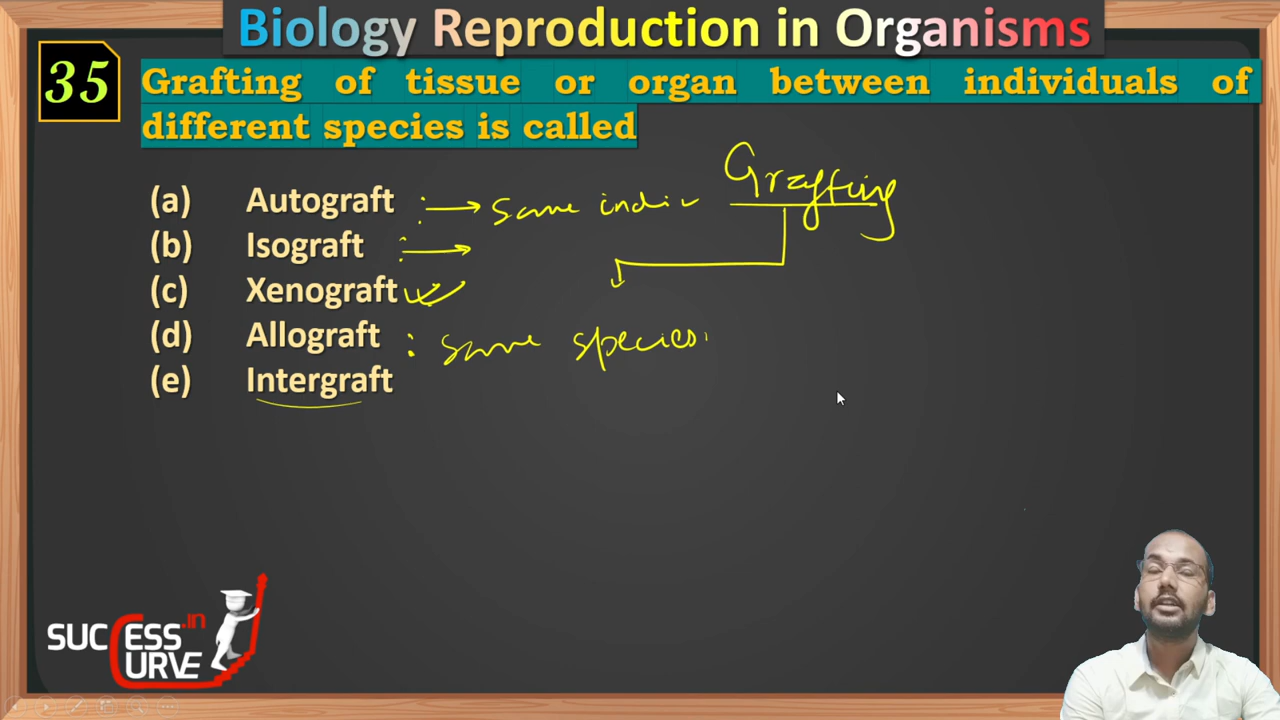 Biology Reproduction in Organisms
35
Grafting of tissue or organ between individuals of
different species is called
Grafting
(a) Autograft : → Same indiv
(b) Isograft : →
(c) Xenograft
(d) Allograft : same species.
(e) Intergraft
SUCCESS.in
CURVE